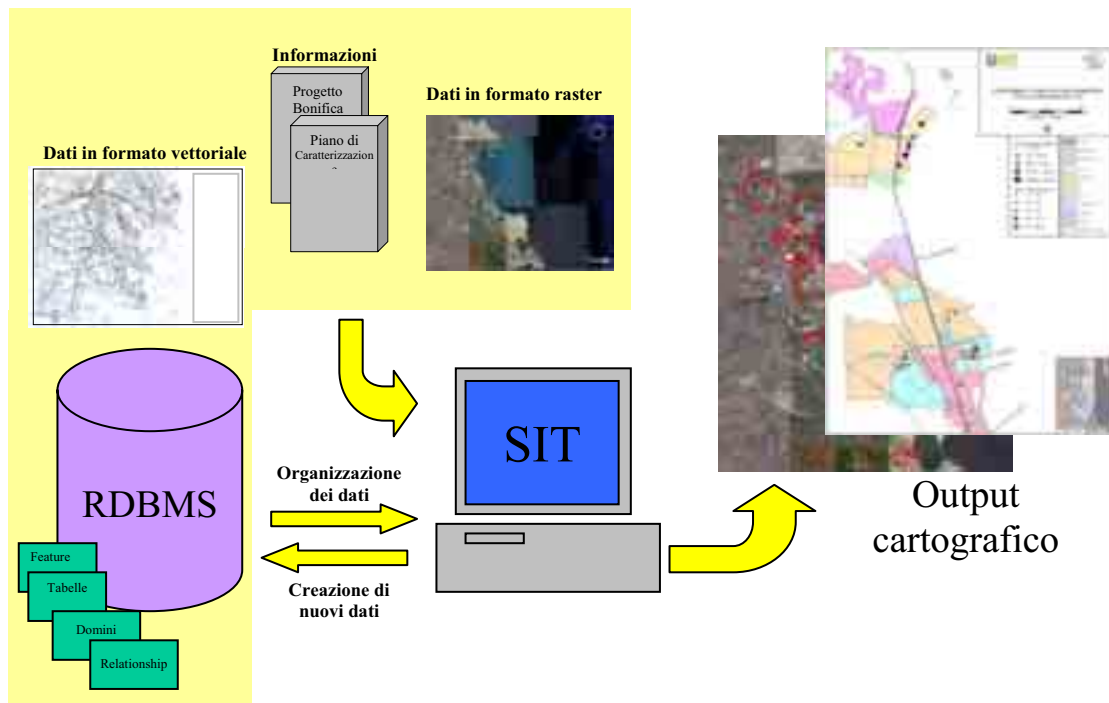 Informazioni
Progetto
Bonifica
Piano di
Caratterizzazion
e
Dati in formato raster
Dati in formato vettoriale
RDBMS
Feature
Tabelle
Domini
Relationship
Organizzazione
dei dati
Creazione di
nuovi dati
SIT
Output
cartografico